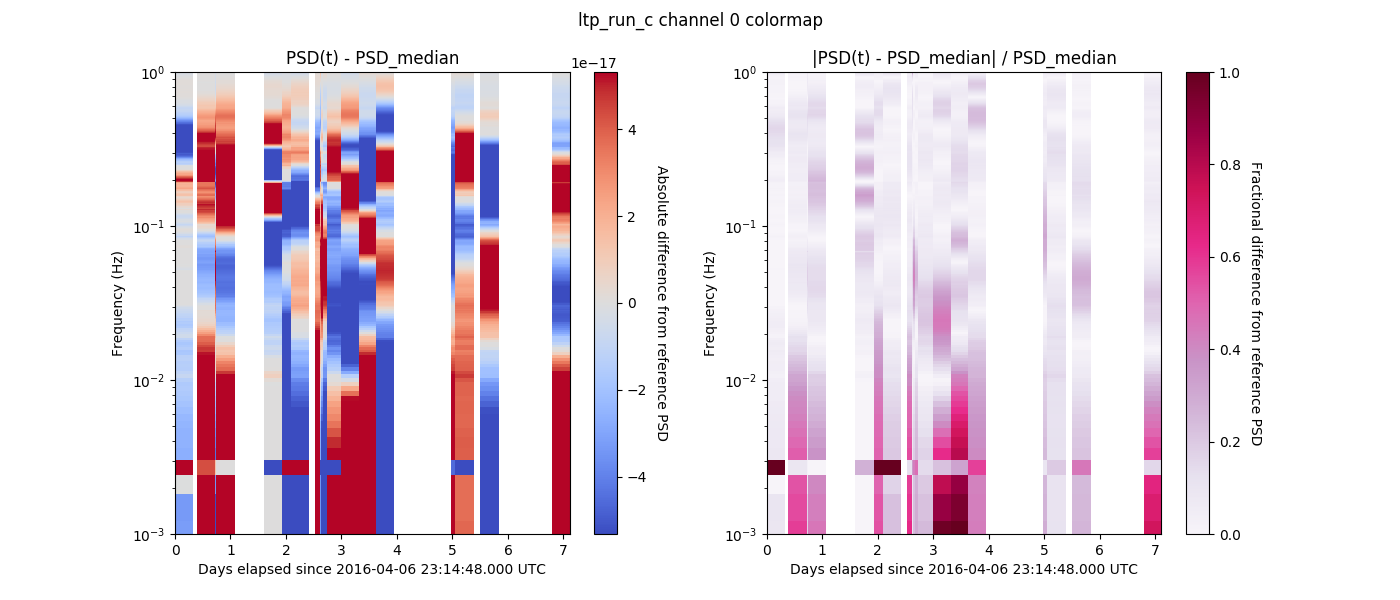 ltp_run_c channel 0 colormap
PSD(t) - PSD_median
1e−17
10⁰
10⁻¹
10⁻²
10⁻³
Frequency (Hz)
0 1 2 3 4 5 6 7
Days elapsed since 2016-04-06 23:14:48.000 UTC
4
2
0
−2
−4
Absolute difference from reference PSD
|PSD(t) - PSD_median| / PSD_median
10⁰
10⁻¹
10⁻²
10⁻³
Frequency (Hz)
0 1 2 3 4 5 6 7
Days elapsed since 2016-04-06 23:14:48.000 UTC
1.0
0.8
0.6
0.4
0.2
0.0
Fractional difference from reference PSD